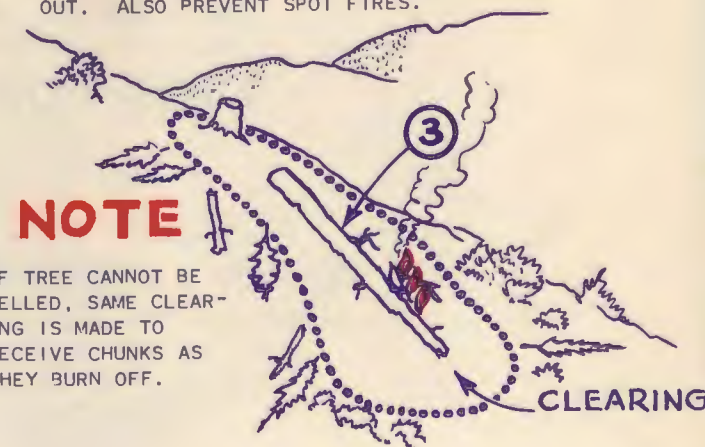 OUT. ALSO PREVENT SPOT FIRES.
3
NOTE
F TREE CANNOT BE
ELLED, SAME CLEAR-
NG IS MADE TO
ECEIVE CHUNKS AS
HEY BURN OFF.
CLEARING